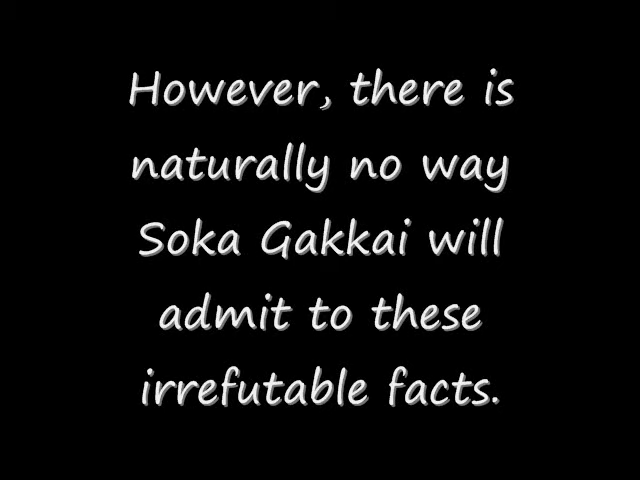 However, there is
naturally no way
Soka Gakkai will
admit to these
irrefutable facts.